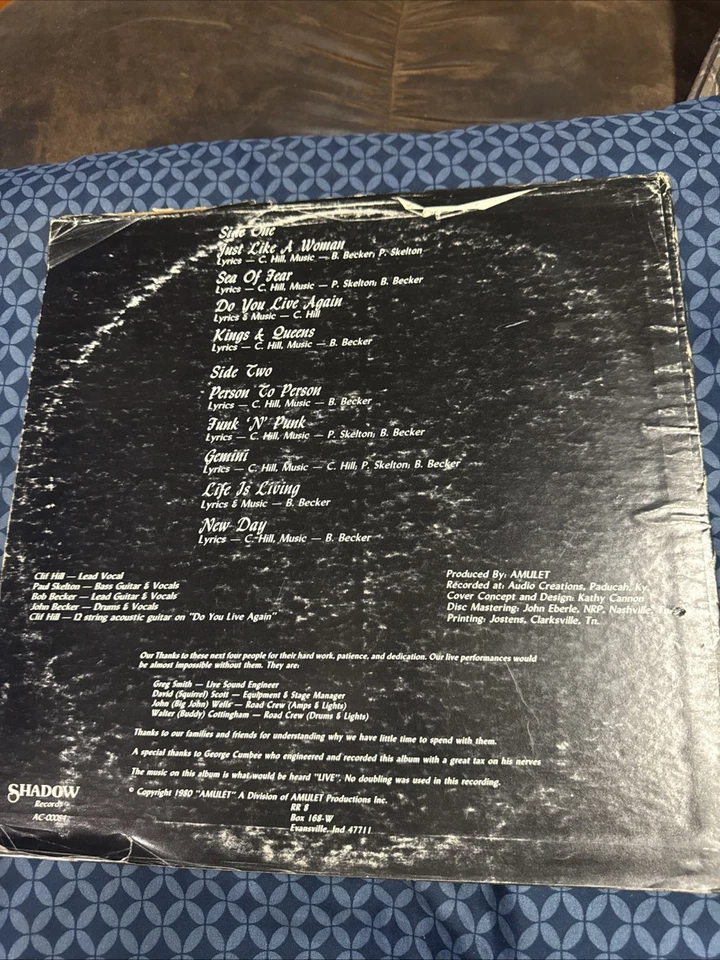 Side One
Just Like A Woman
Lyrics — C. Hill, Music — B. Becker, P. Skelton
Sea Of Fear
Lyrics — C. Hill, Music — P. Skelton, B. Becker
Do You Live Again
Lyrics & Music — C. Hill
Kings & Queens
Lyrics — C. Hill, Music — B. Becker
Side Two
Person To Person
Lyrics — C. Hill, Music — B. Becker
Funk 'N' Punk
Lyrics — C. Hill, Music — P. Skelton, B. Becker
Gemini
Lyrics — C. Hill, Music — C. Hill, P. Skelton, B. Becker
Life Is Living
Lyrics & Music — B. Becker
New Day
Lyrics — C. Hill, Music — B. Becker
Clif Hill — Lead Vocal
Paul Skelton — Bass Guitar & Vocals
Bob Becker — Lead Guitar & Vocals
John Becker — Drums & Vocals
Clif Hill — 12 string acoustic guitar on "Do You Live Again"
Produced By: AMULET
Recorded at: Audio Creations, Paducah, Ky.
Cover Concept and Design: Kathy Cannon
Disc Mastering: John Eberle, NRP, Nashville, Tn.
Printing: Jostens, Clarksville, Tn.
Our Thanks to these next four people for their hard work, patience, and dedication. Our live performances would
be almost impossible without them. They are:
Greg Smith — Live Sound Engineer
David (Squirrel) Scott — Equipment & Stage Manager
John (Big John) Wells — Road Crew (Amps & Lights)
Walter (Buddy) Cottingham — Road Crew (Drums & Lights)
Thanks to our families and friends for understanding why we have little time to spend with them.
A special thanks to George Cumbee who engineered and recorded this album with a great tax on his nerves
The music on this album is what would be heard "LIVE". No doubling was used in this recording.
© Copyright 1980 "AMULET" A Division of AMULET Productions Inc.
RR 8
Box 168-W
Evansville, Ind 47711
SHADOW
Records